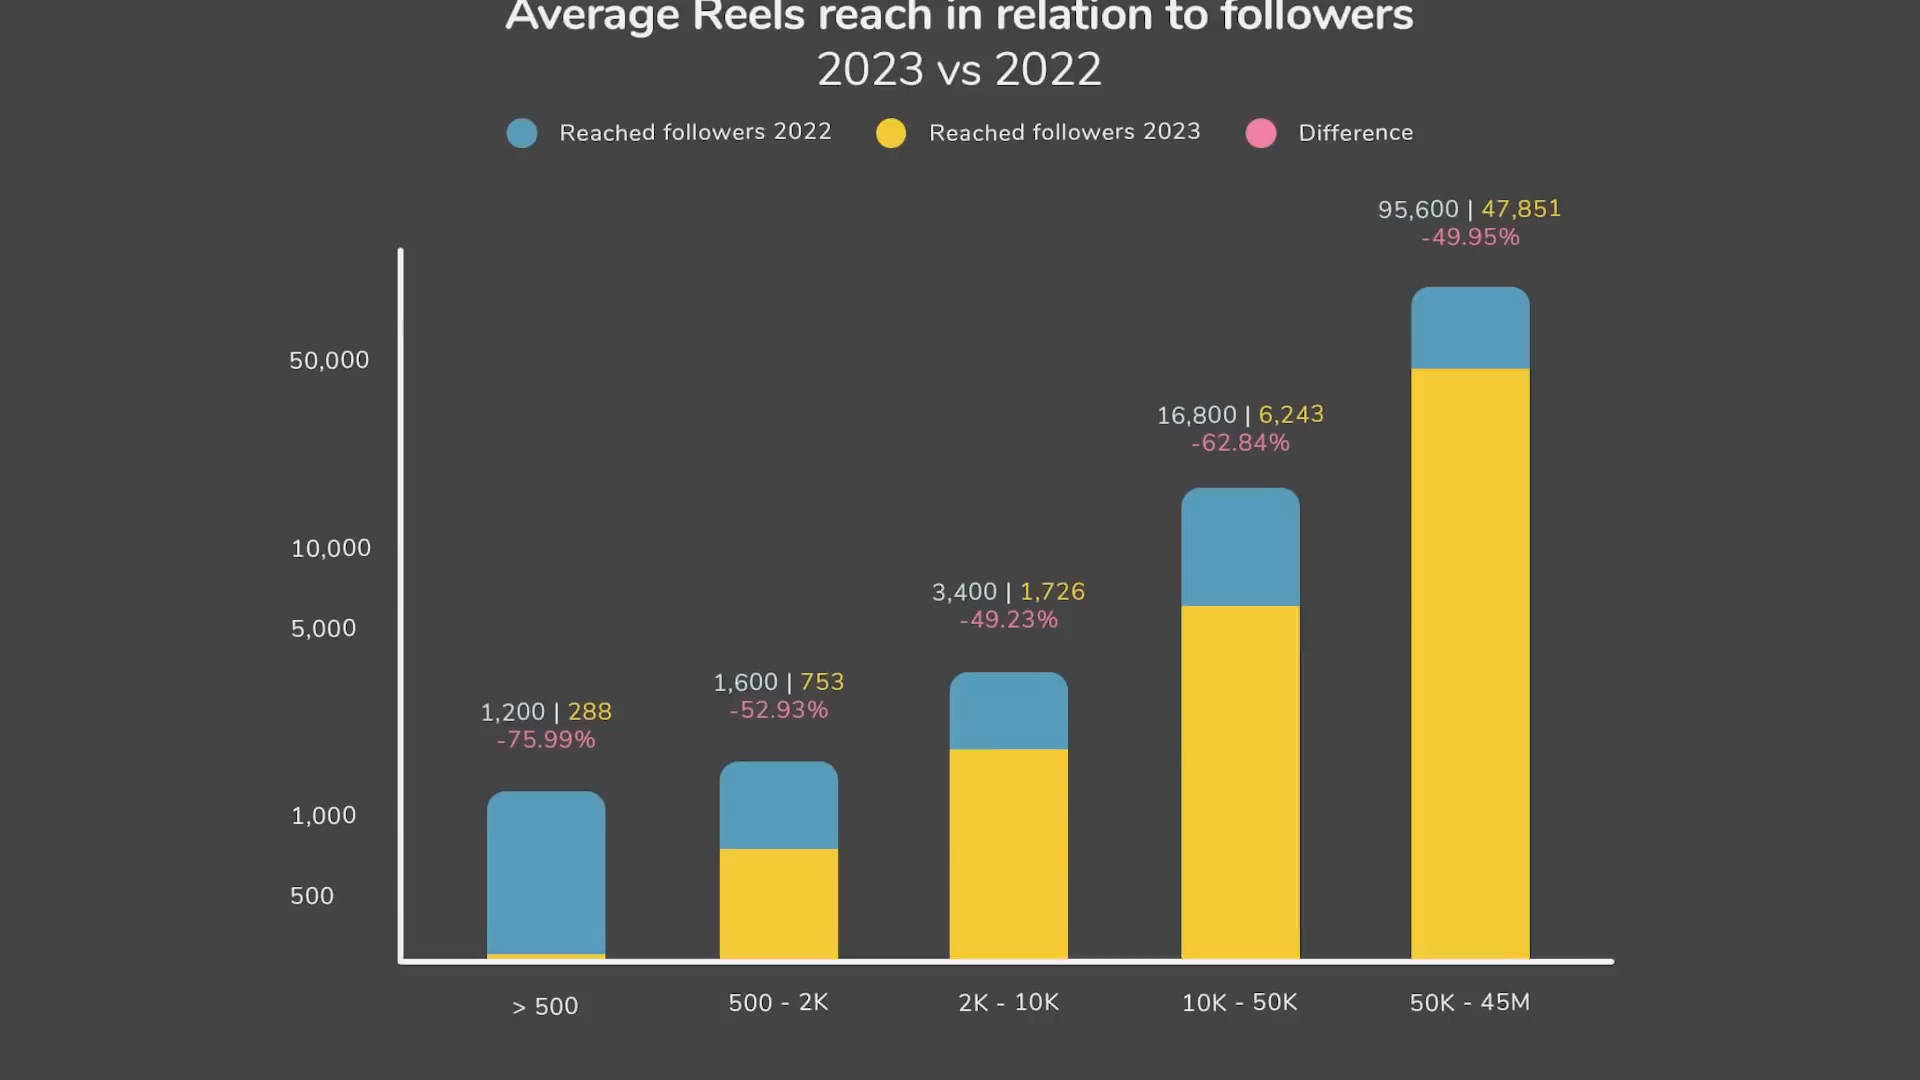 Average Reels reach in relation to followers
2023 vs 2022
Reached followers 2022
Reached followers 2023
Difference
95,600 | 47,851
-49.95%
50,000
16,800 | 6,243
-62.84%
10,000
3,400 | 1,726
-49.23%
5,000
1,600 | 753
-52.93%
1,200 | 288
-75.99%
1,000
500
> 500
500 - 2K
2K - 10K
10K - 50K
50K - 45M